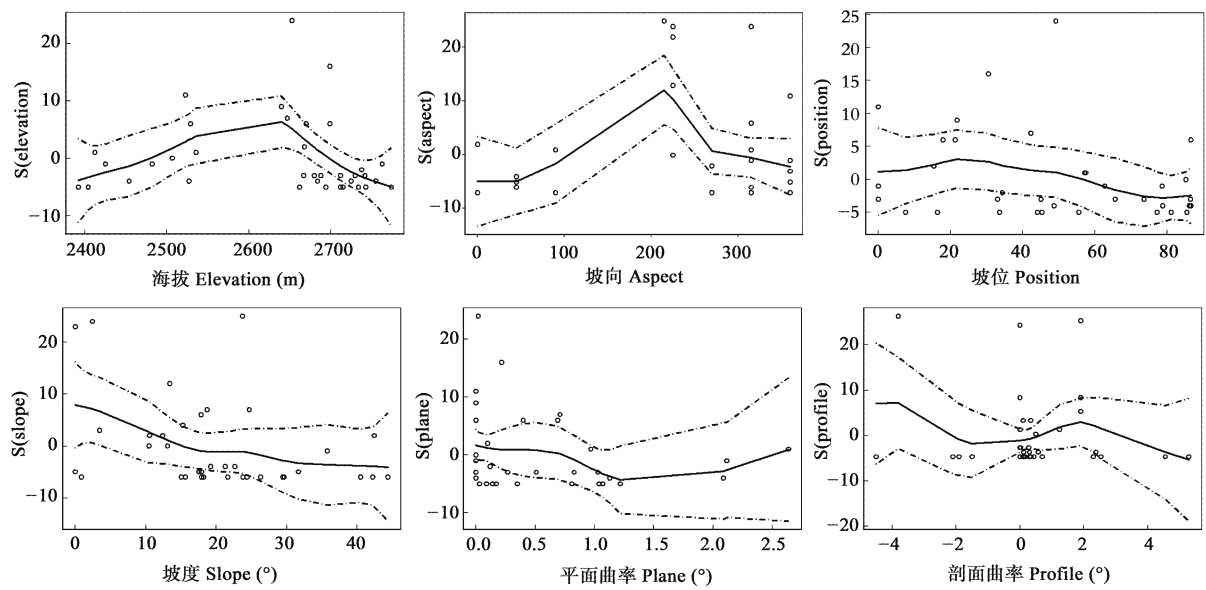 S(elevation)
20
10
0
−10
2400 2500 2600 2700
海拔 Elevation (m)
S(aspect)
20
10
0
−10
0 100 200 300
坡向 Aspect
S(position)
25
20
15
10
5
0
−5
0 20 40 60 80
坡位 Position
S(slope)
20
10
0
−10
0 10 20 30 40
坡度 Slope (°)
S(plane)
20
10
0
−10
0.0 0.5 1.0 1.5 2.0 2.5
平面曲率 Plane (°)
S(profile)
20
10
0
−10
−20
−4 −2 0 2 4
剖面曲率 Profile (°)